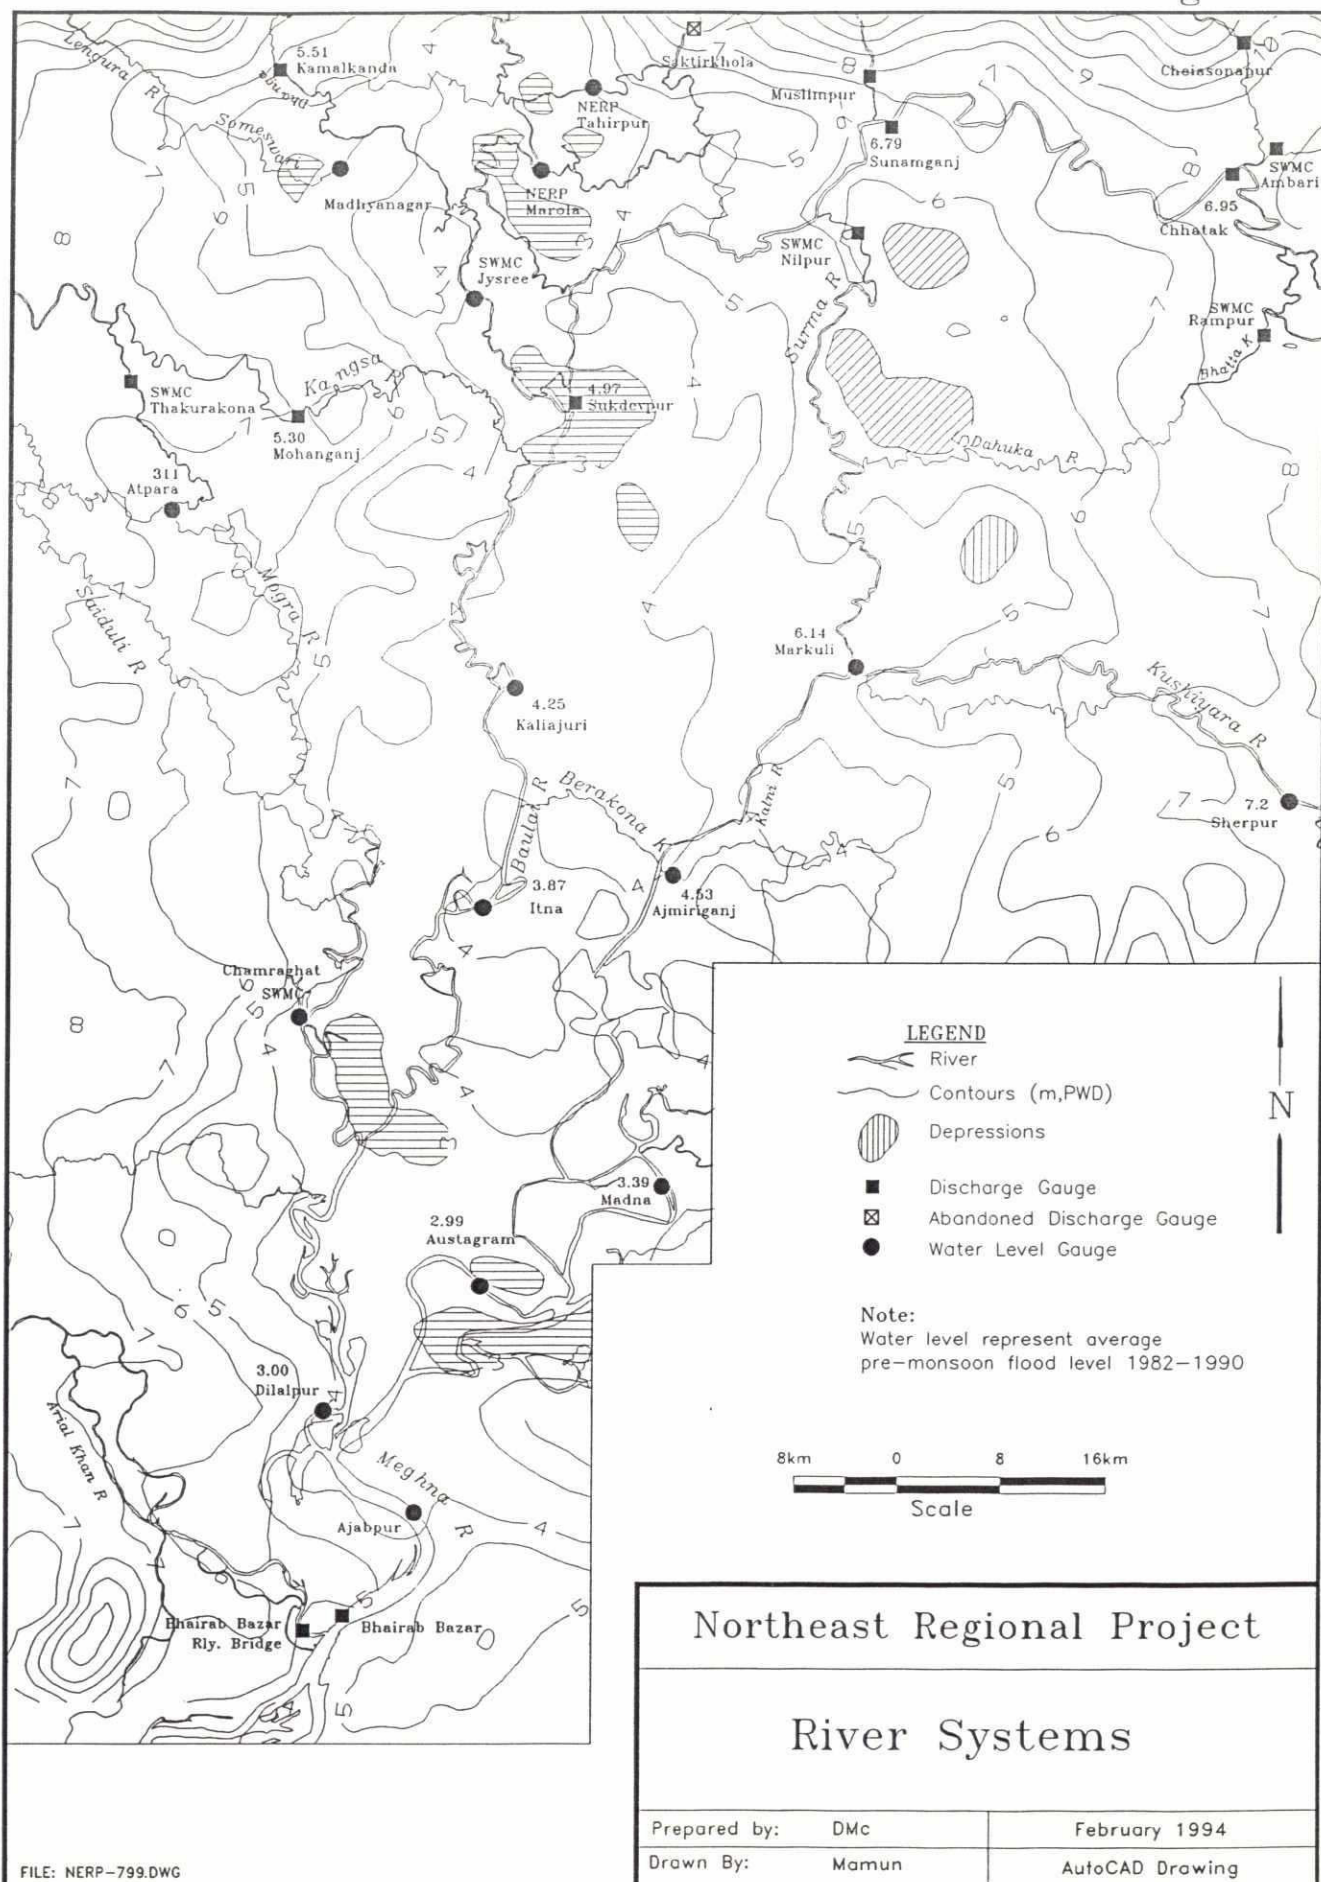 Lengura R
5.51
Kamalkanda
Saktirkhola
Muslimpur
Someswari
NERP
Tahirpur
6.79
Sunamganj
SWMC
Ambari
Madhyanagar
NERP
Marola
6.95
Chhatak
SWMC
Jysree
SWMC
Nilpur
Surma R
SWMC
Rampur
Bhatta K
Kangsa R
SWMC
Thakurakona
4.97
Sukdevpur
5.30
Mohanganj
Dahuka R
311
Atpara
Mogra R
Saiduli R
6.14
Markuli
Kushiyara R
4.25
Kaliajuri
Baulai R
Berakona K
Kalni R
7.2
Sherpur
3.87
Itna
4.53
Ajmiriganj
Chamraghat
SWMC
LEGEND
River
Contours (m,PWD)
Depressions
Discharge Gauge
Abandoned Discharge Gauge
Water Level Gauge
N
3.39
Madna
2.99
Austagram
Note:
Water level represent average
pre-monsoon flood level 1982-1990
3.00
Dilalpur
Arial Khan R
Meghna R
8km 0 8 16km
Scale
Ajabpur
Bhairab Bazar
Rly. Bridge
Bhairab Bazar
Northeast Regional Project
River Systems
Prepared by: DMc February 1994
Drawn By: Mamun AutoCAD Drawing
FILE: NERP-799.DWG